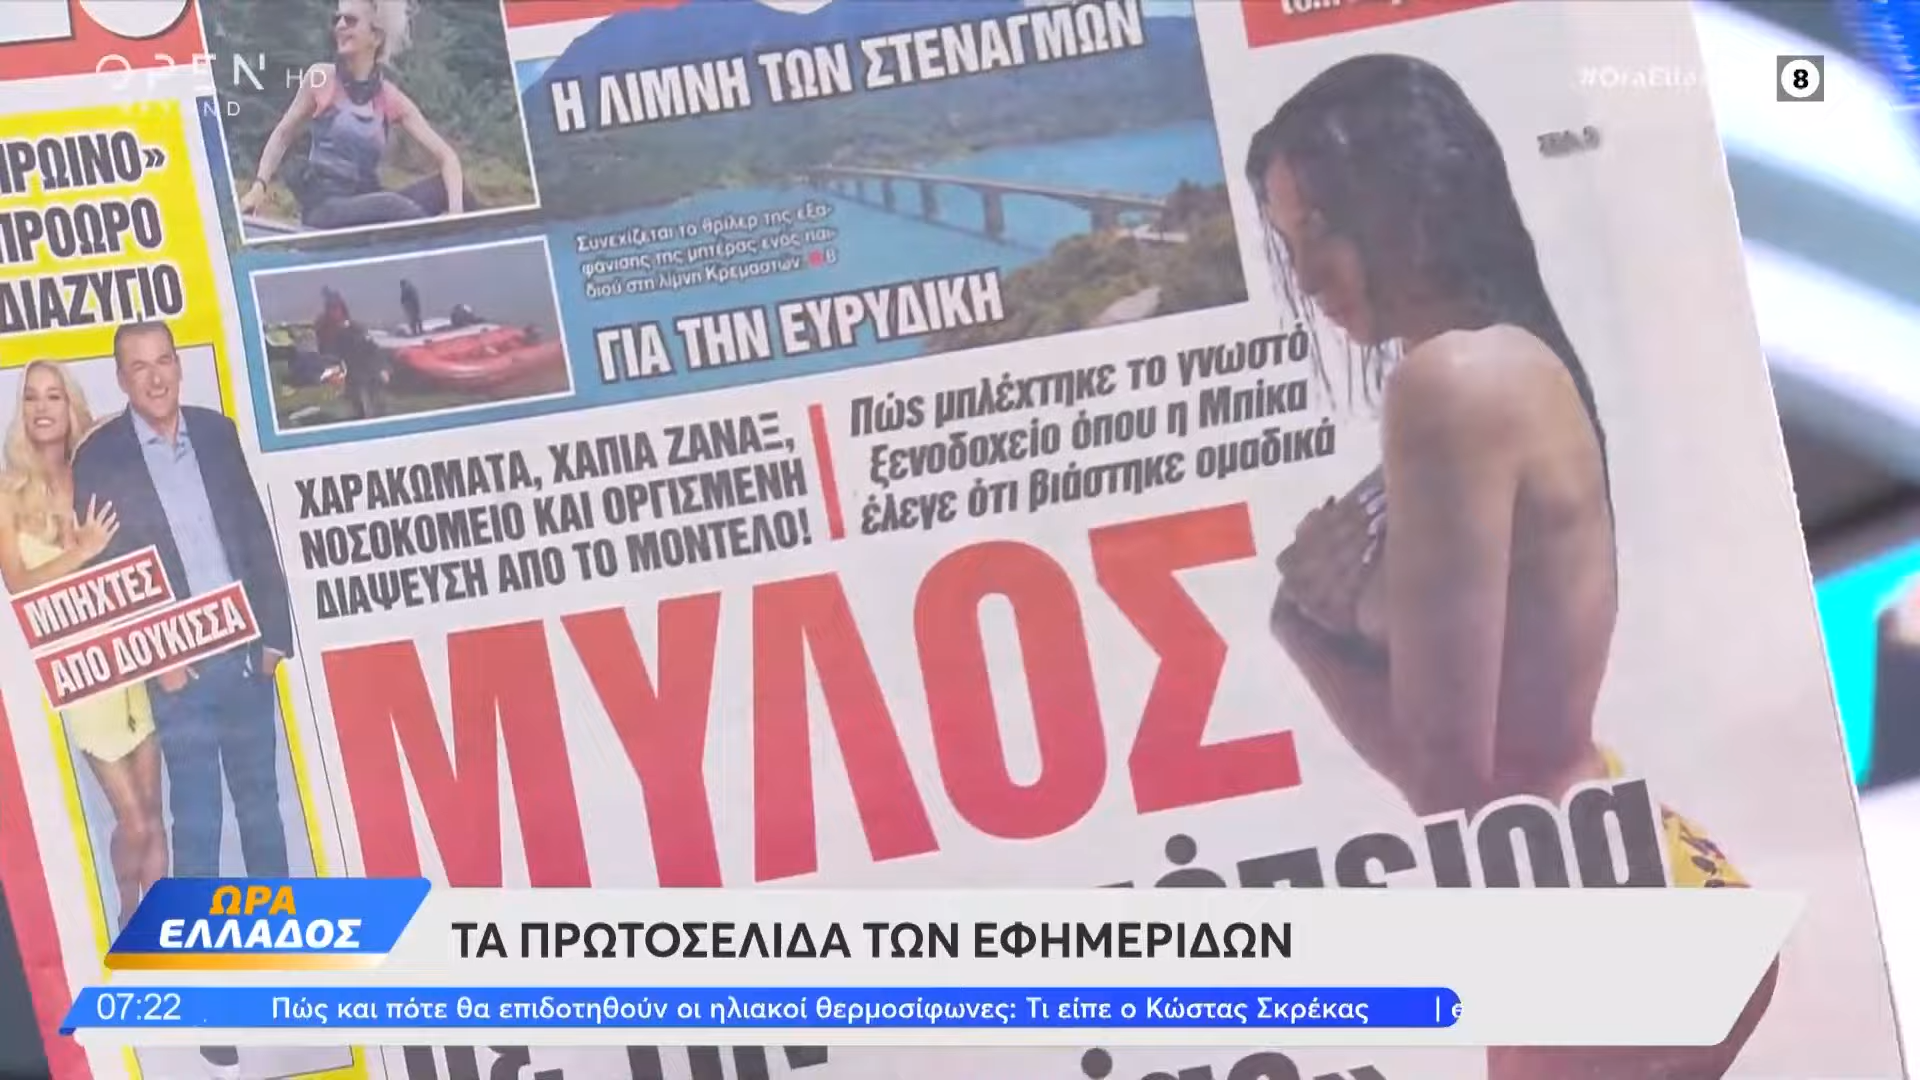 OPEN HD
8
Η ΛΙΜΝΗ ΤΩΝ ΣΤΕΝΑΓΜΩΝ
Συνεχίζεται το θρίλερ της εξα-
φάνισης της μητέρας ενός παι-
διού στη λίμνη Κρεμαστών 8
ΓΙΑ ΤΗΝ ΕΥΡΥΔΙΚΗ
ΠΡΟΩΡΟ
ΔΙΑΖΥΓΙΟ
ΜΠΗΧΤΕΣ
ΑΠΟ ΔΟΥΚΙΣΣΑ
ΧΑΡΑΚΩΜΑΤΑ, ΧΑΠΙΑ ΖΑΝΑΞ,
ΝΟΣΟΚΟΜΕΙΟ ΚΑΙ ΟΡΓΙΣΜΕΝΗ
ΔΙΑΨΕΥΣΗ ΑΠΟ ΤΟ ΜΟΝΤΕΛΟ!
Πώς μπλέχτηκε το γνωστό
ξενοδοχείο όπου η Μπίκα
έλεγε ότι βιάστηκε ομαδικά
ΜΥΛΟΣ
ΩΡΑ
ΕΛΛΑΔΟΣ
ΤΑ ΠΡΩΤΟΣΕΛΙΔΑ ΤΩΝ ΕΦΗΜΕΡΙΔΩΝ
07:22
Πώς και πότε θα επιδοτηθούν οι ηλιακοί θερμοσίφωνες: Τι είπε ο Κώστας Σκρέκας